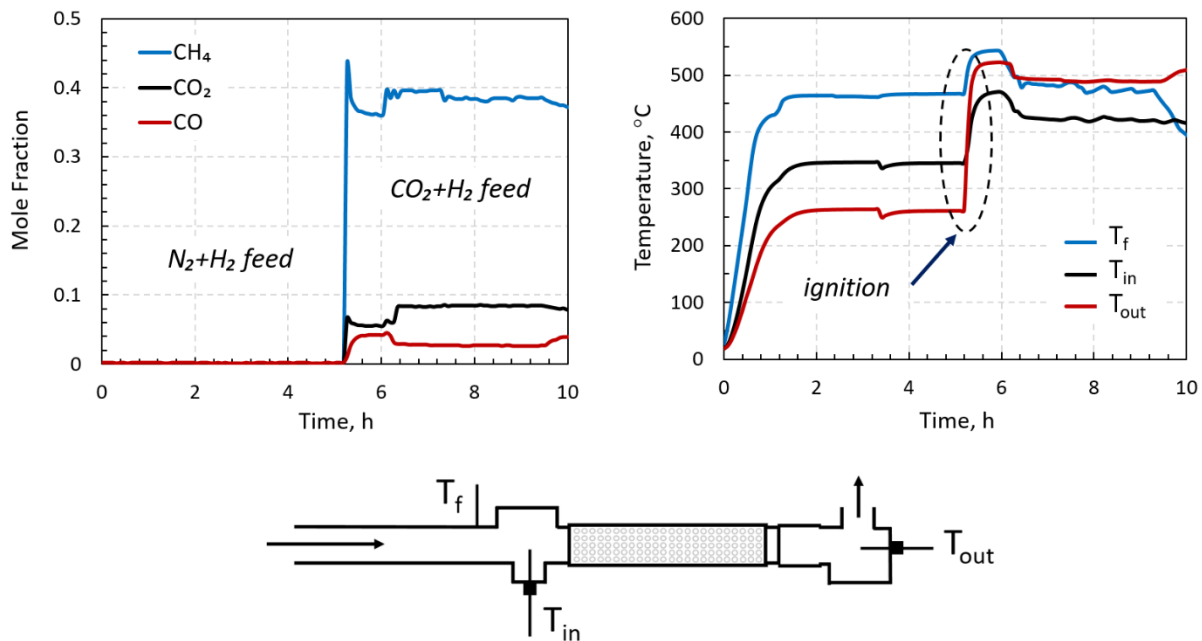 0.5
0.4
0.3
0.2
0.1
0
Mole Fraction
CH₄
CO₂
CO
CO₂+H₂ feed
N₂+H₂ feed
0 2 4 6 8 10
Time, h
600
500
400
300
200
100
0
Temperature, °C
ignition
T_f
T_in
T_out
0 2 4 6 8 10
Time, h
T_f
T_in
T_out